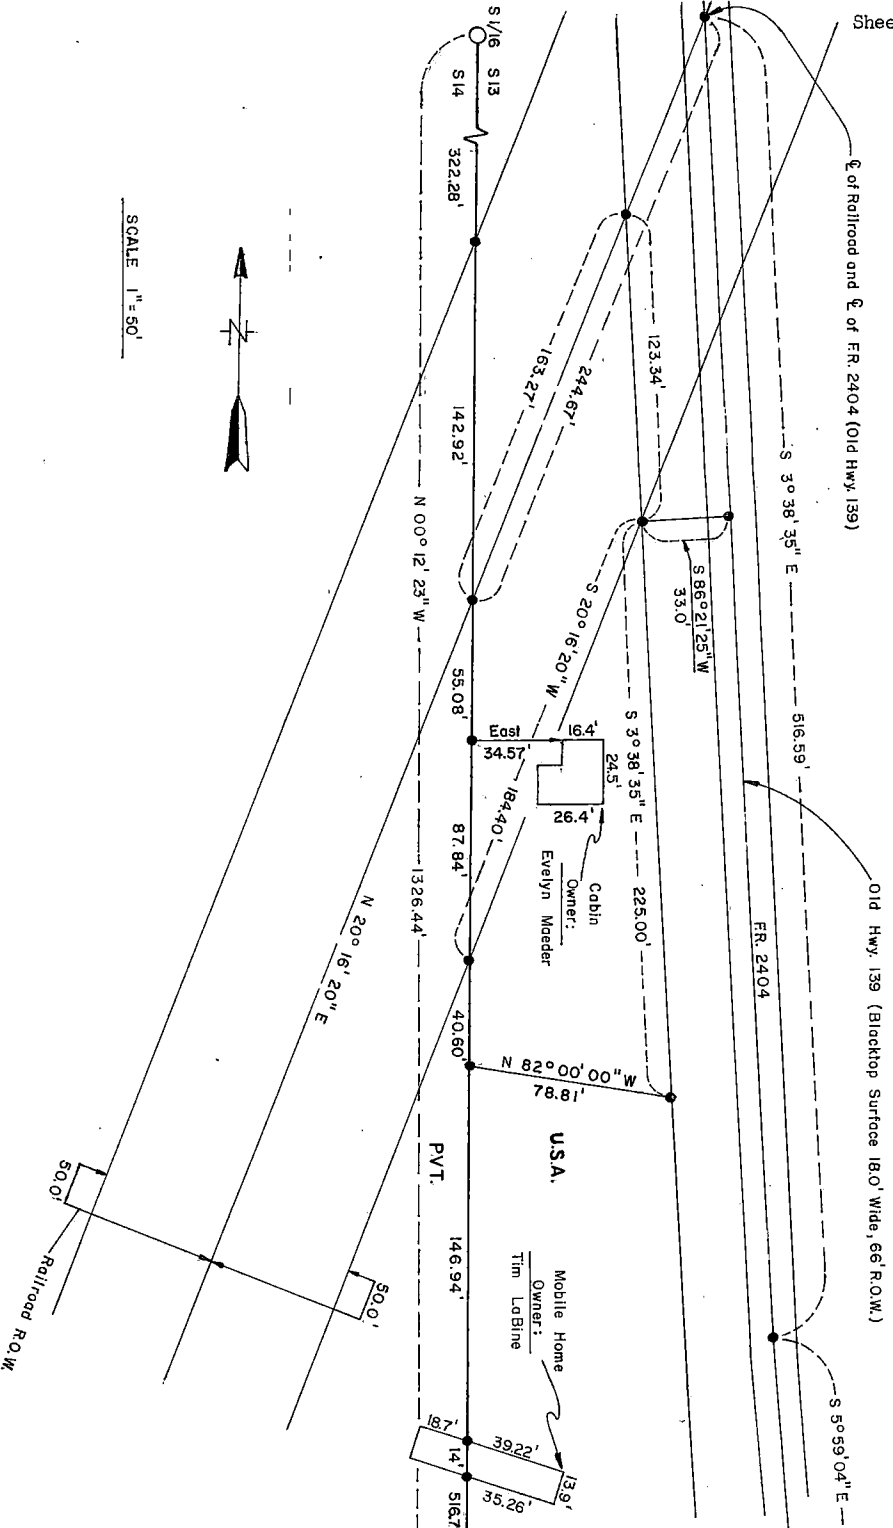 Shee
S 1/16
S13
S14
322.28'
142.92'
55.08'
87.84'
40.60'
146.94'
14'
516.7
SCALE 1" = 50'
N
N 00° 12' 23" W
1326.44'
163.27'
244.67'
123.34'
℄ of Railroad and ℄ of F.R. 2404 (Old Hwy. 139)
S 3° 38' 35" E
516.59'
S 86° 21' 25" W
33.0'
S 20° 16' 20" W
184.40'
S 3° 38' 35" E
225.00'
East
34.57'
16.4'
24.5'
26.4'
Cabin
Owner:
Evelyn Maeder
F.R. 2404
Old Hwy. 139 (Blacktop Surface 18.0' Wide, 66' R.O.W.)
N 20° 16' 20" E
N 82° 00' 00" W
78.81'
U.S.A.
PVT.
50.0'
Railroad R.O.W.
50.0'
Mobile Home
Owner:
Tim LaBine
18.7'
39.22'
13.9'
35.26'
S 5° 59' 04" E